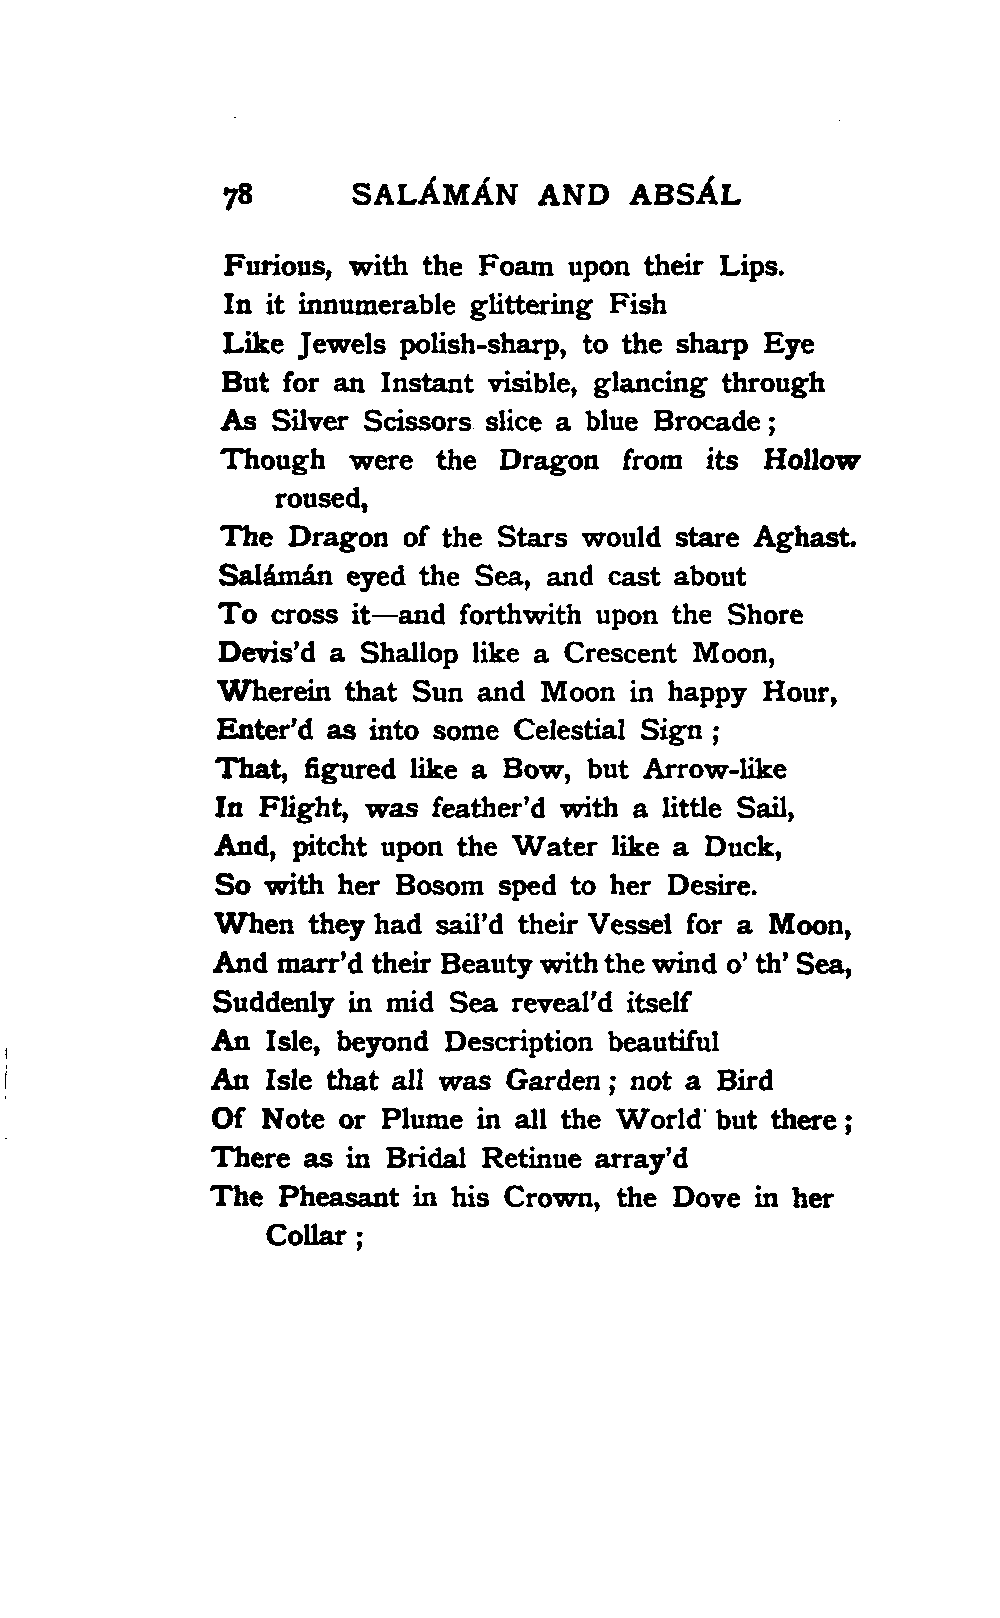 78 SALÁMÁN AND ABSÁL
Furious, with the Foam upon their Lips.
In it innumerable glittering Fish
Like Jewels polish-sharp, to the sharp Eye
But for an Instant visible, glancing through
As Silver Scissors slice a blue Brocade ;
Though were the Dragon from its Hollow
roused,
The Dragon of the Stars would stare Aghast.
Salámán eyed the Sea, and cast about
To cross it—and forthwith upon the Shore
Devis'd a Shallop like a Crescent Moon,
Wherein that Sun and Moon in happy Hour,
Enter'd as into some Celestial Sign ;
That, figured like a Bow, but Arrow-like
In Flight, was feather'd with a little Sail,
And, pitcht upon the Water like a Duck,
So with her Bosom sped to her Desire.
When they had sail'd their Vessel for a Moon,
And marr'd their Beauty with the wind o' th' Sea,
Suddenly in mid Sea reveal'd itself
An Isle, beyond Description beautiful
An Isle that all was Garden ; not a Bird
Of Note or Plume in all the World but there ;
There as in Bridal Retinue array'd
The Pheasant in his Crown, the Dove in her
Collar ;